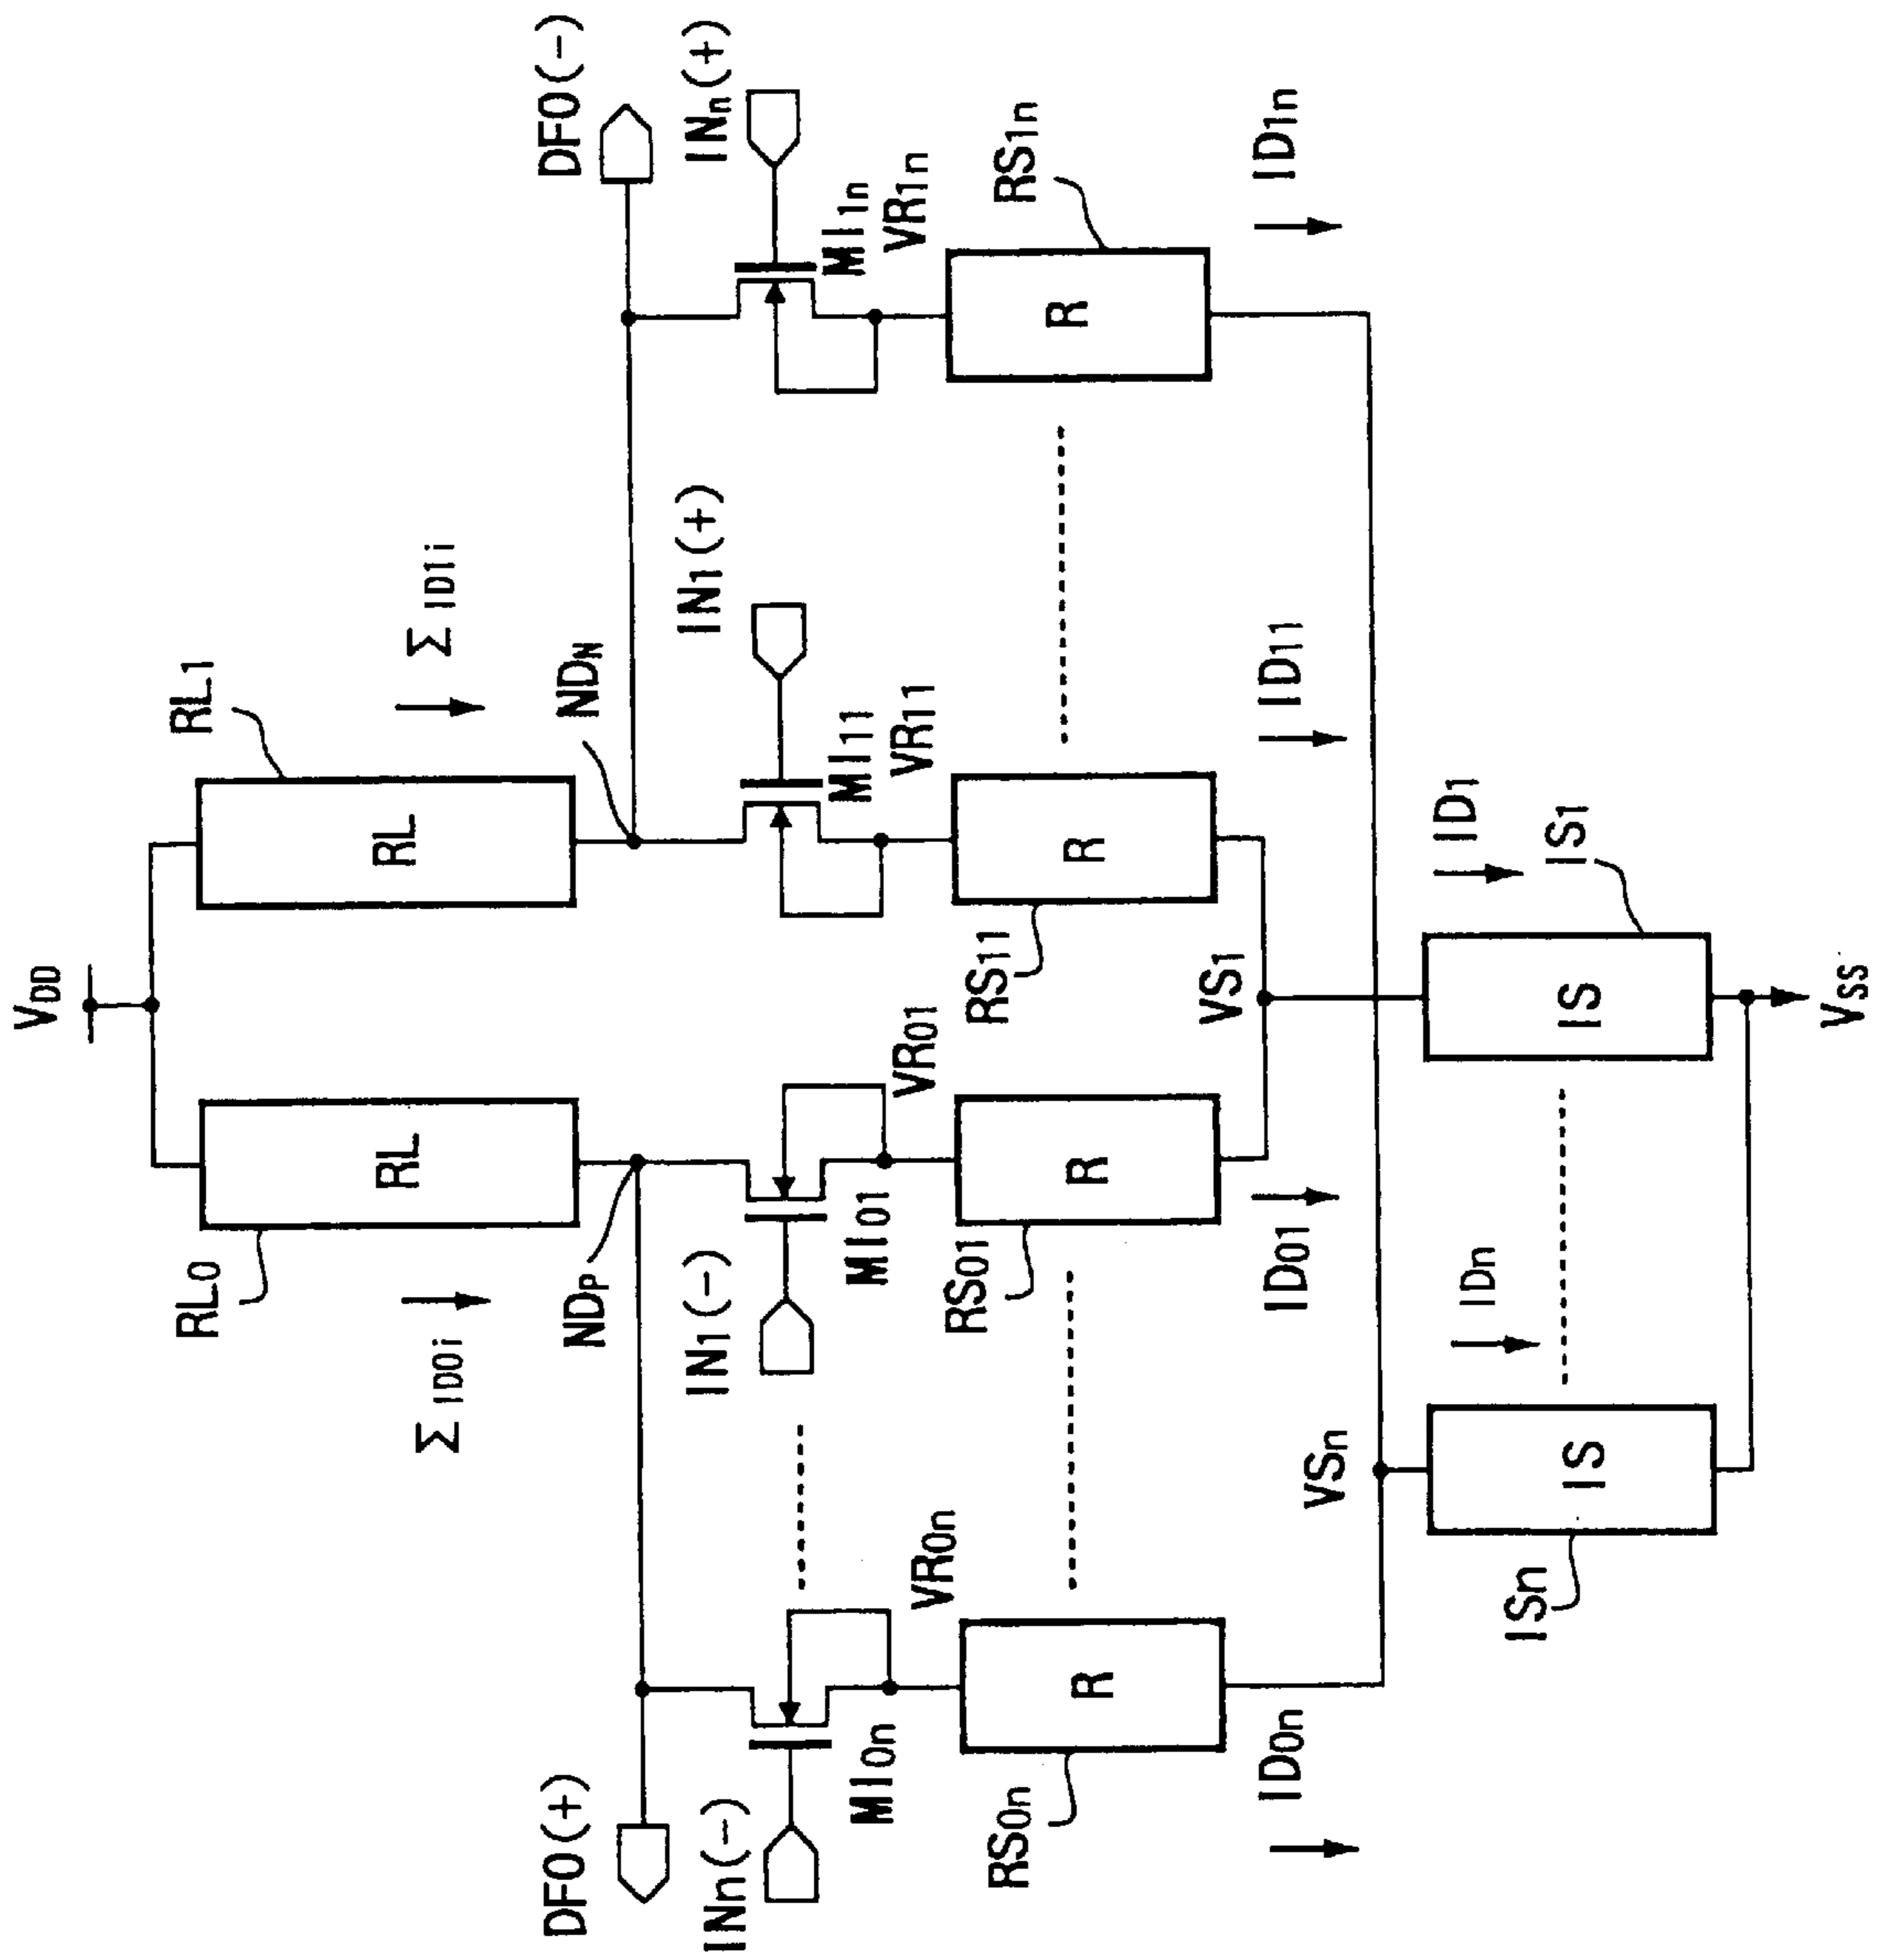 VDD
RL0
RL
RL
RL1
Σ ID0i
Σ ID1i
DFO(+)
NDP
NDN
DFO(-)
INn(-)
IN1(-)
IN1(+)
INn(+)
MI0n
MI01
MI11
MI1n
VR0n
VR01
VR11
VR1n
RS0n
R
RS01
R
RS11
R
RS1n
R
ID0n
ID01
VS1
ID11
ID1n
VSn
IDn
ID1
ISn
IS
IS
IS1
VSS